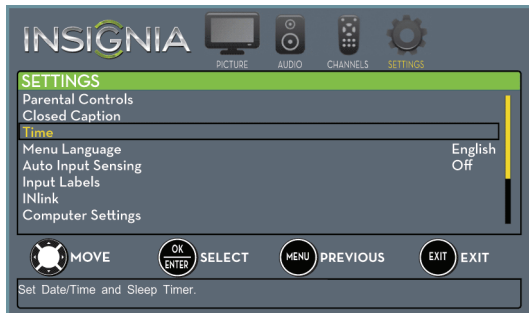 INSIGNIA
PICTURE AUDIO CHANNELS SETTINGS
SETTINGS
Parental Controls
Closed Caption
Time
Menu Language English
Auto Input Sensing Off
Input Labels
INlink
Computer Settings
MOVE OK ENTER SELECT MENU PREVIOUS EXIT EXIT
Set Date/Time and Sleep Timer.